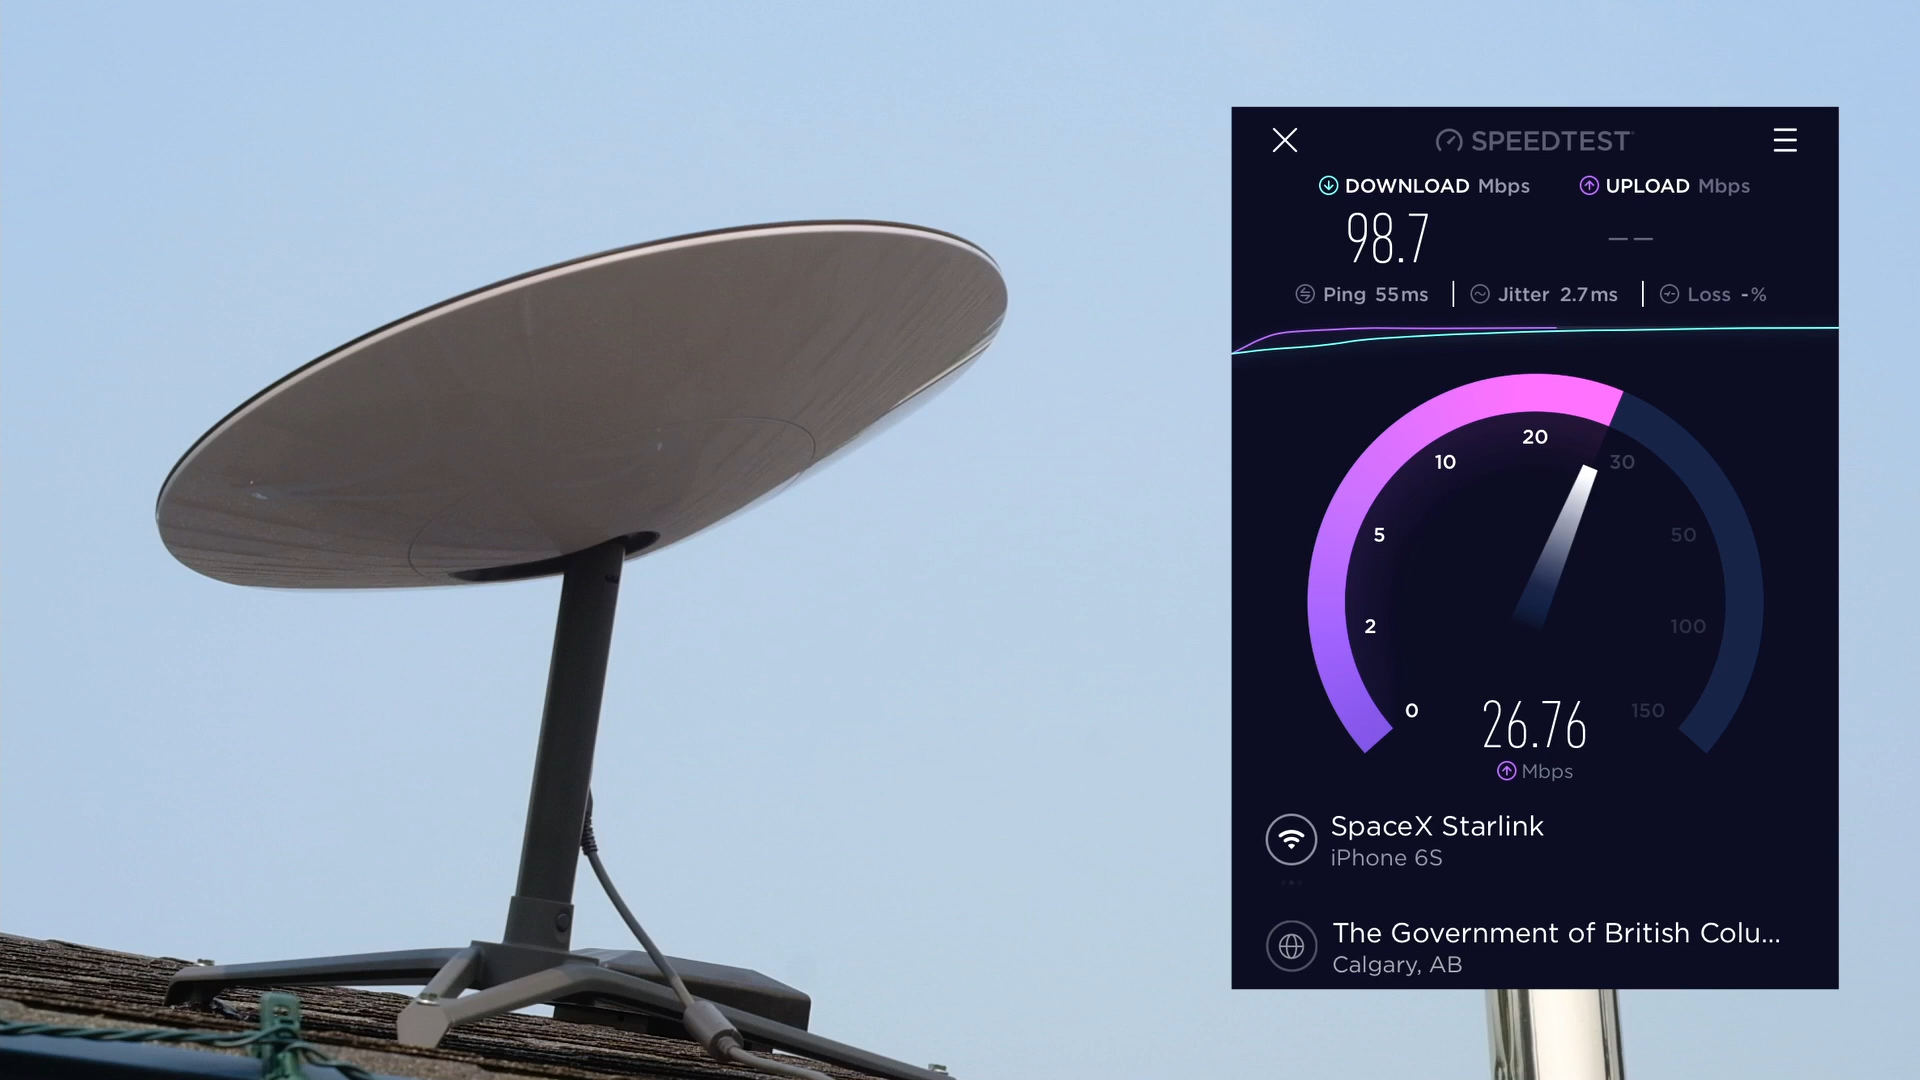 SPEEDTEST
DOWNLOAD Mbps UPLOAD Mbps
98.7 — —
Ping 55ms Jitter 2.7ms Loss -%
0
2
5
10
20
30
50
100
150
26.76
Mbps
SpaceX Starlink
iPhone 6S
The Government of British Colu...
Calgary, AB